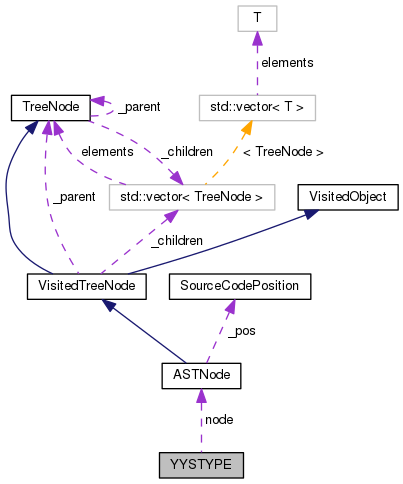 T
elements
TreeNode
_parent
std::vector< T >
elements
_children
< TreeNode >
_parent
std::vector< TreeNode >
VisitedObject
_children
VisitedTreeNode
SourceCodePosition
_pos
ASTNode
node
YYSTYPE